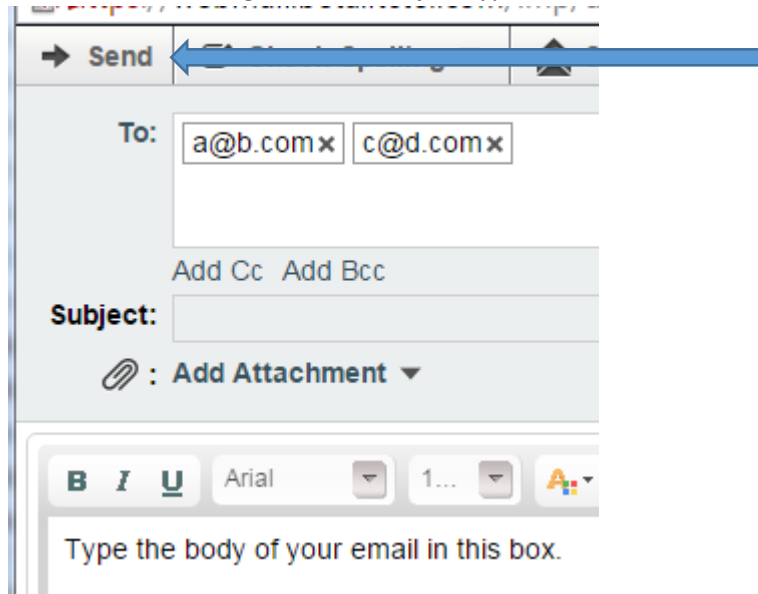 Send
To: a@b.com× c@d.com×
Add Cc Add Bcc
Subject:
: Add Attachment
B I U Arial 1... A
Type the body of your email in this box.